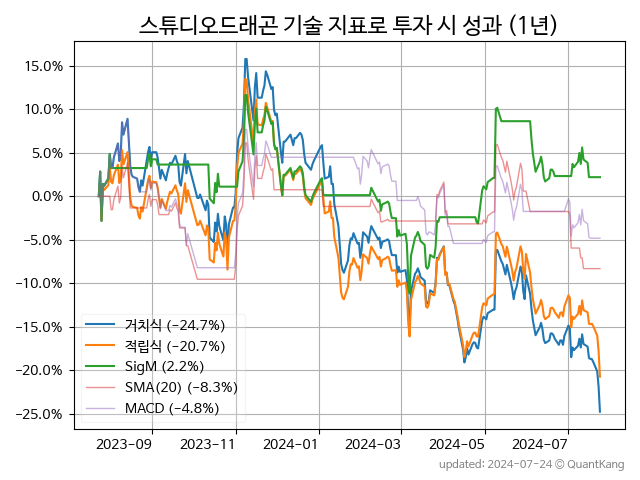 스튜디오드래곤 기술 지표로 투자 시 성과 (1년)
15.0%
10.0%
5.0%
0.0%
−5.0%
−10.0%
−15.0%
−20.0%
−25.0%
거치식 (−24.7%)
적립식 (−20.7%)
SigM (2.2%)
SMA(20) (−8.3%)
MACD (−4.8%)
2023-09 2023-11 2024-01 2024-03 2024-05 2024-07
updated: 2024-07-24 © QuantKang